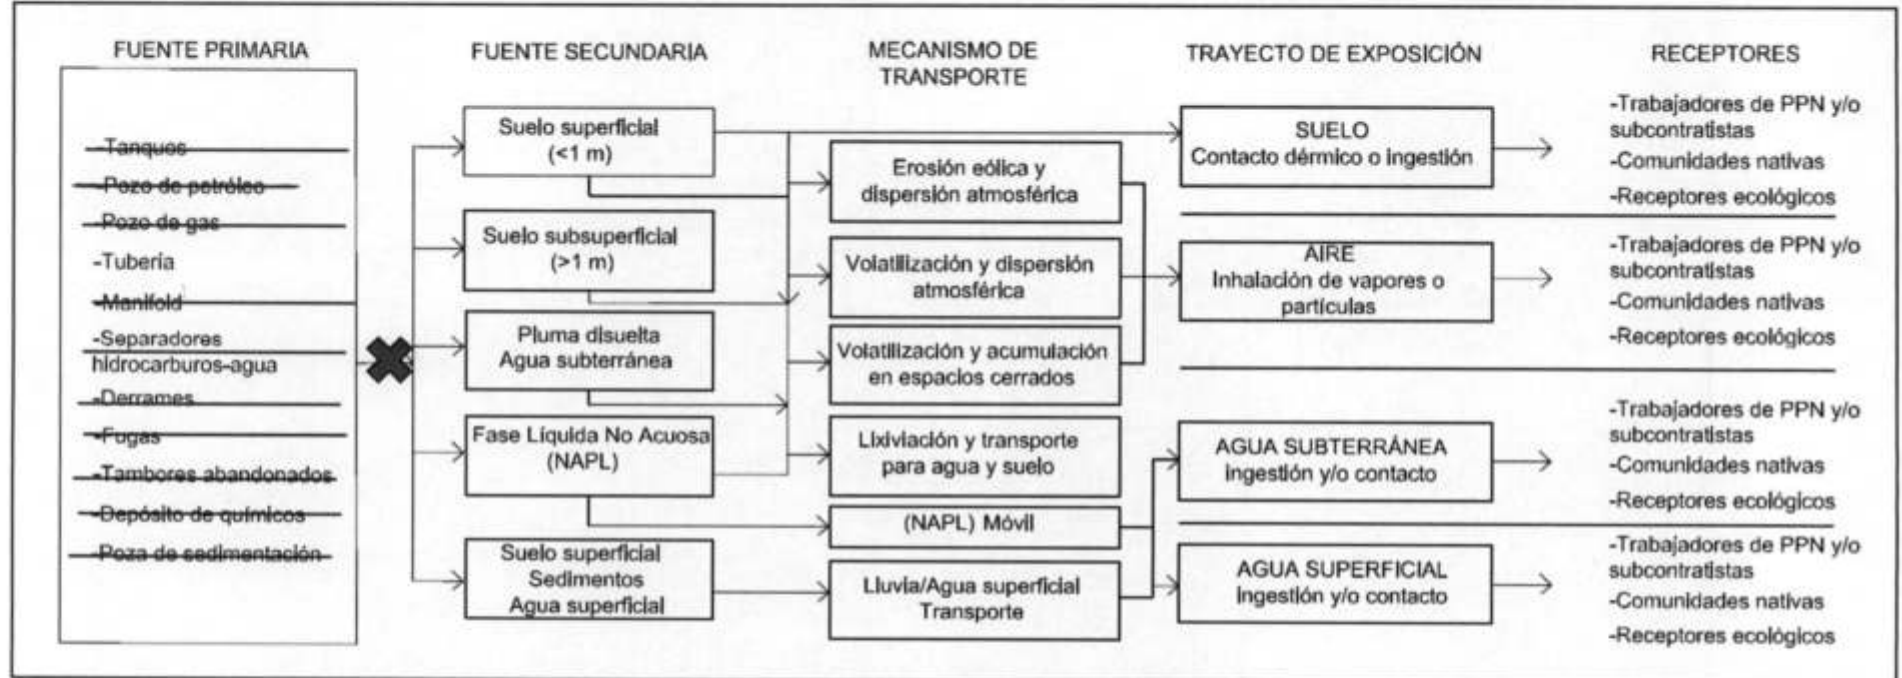 FUENTE PRIMARIA
-Tanques
-Pozo de petróleo
-Pozo de gas
-Tubería
-Manifold
-Separadores
hidrocarburos-agua
-Derrames
-Fugas
-Tambores abandonados
-Depósito de químicos
-Poza de sedimentación
FUENTE SECUNDARIA
Suelo superficial
(<1 m)
Suelo subsuperficial
(>1 m)
Pluma disuelta
Agua subterránea
Fase Líquida No Acuosa
(NAPL)
Suelo superficial
Sedimentos
Agua superficial
MECANISMO DE
TRANSPORTE
Erosión eólica y
dispersión atmosférica
Volatilización y dispersión
atmosférica
Volatilización y acumulación
en espacios cerrados
Lixiviación y transporte
para agua y suelo
(NAPL) Móvil
Lluvia/Agua superficial
Transporte
TRAYECTO DE EXPOSICIÓN
SUELO
Contacto dérmico o ingestión
AIRE
Inhalación de vapores o
partículas
AGUA SUBTERRÁNEA
ingestión y/o contacto
AGUA SUPERFICIAL
ingestión y/o contacto
RECEPTORES
-Trabajadores de PPN y/o
subcontratistas
-Comunidades nativas
-Receptores ecológicos
-Trabajadores de PPN y/o
subcontratistas
-Comunidades nativas
-Receptores ecológicos
-Trabajadores de PPN y/o
subcontratistas
-Comunidades nativas
-Receptores ecológicos
-Trabajadores de PPN y/o
subcontratistas
-Comunidades nativas
-Receptores ecológicos